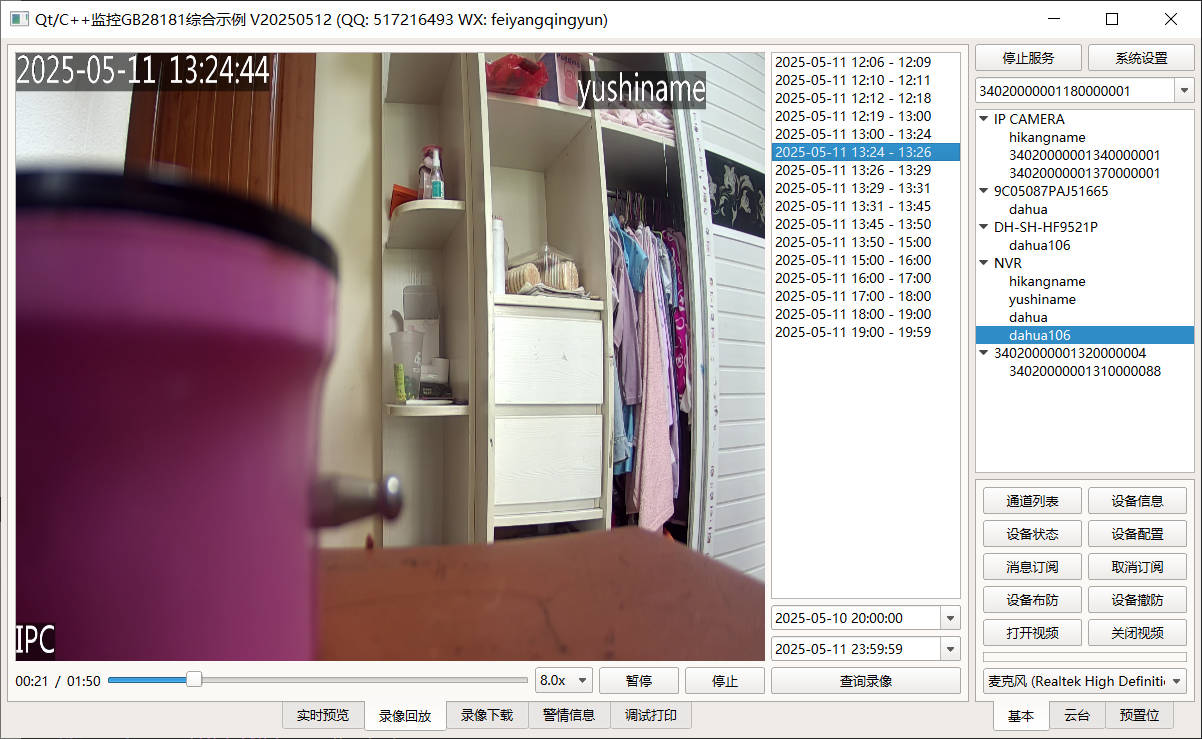 Qt/C++监控GB28181综合示例 V20250512 (QQ: 517216493 WX: feiyangqingyun)
2025-05-11 13:24:44
yushiname
IPC
00:21 / 01:50
8.0x
暂停
停止
实时预览
录像回放
录像下载
警情信息
调试打印
2025-05-11 12:06 - 12:09
2025-05-11 12:10 - 12:11
2025-05-11 12:12 - 12:18
2025-05-11 12:19 - 13:00
2025-05-11 13:00 - 13:24
2025-05-11 13:24 - 13:26
2025-05-11 13:26 - 13:29
2025-05-11 13:29 - 13:31
2025-05-11 13:31 - 13:45
2025-05-11 13:45 - 13:50
2025-05-11 13:50 - 15:00
2025-05-11 15:00 - 16:00
2025-05-11 16:00 - 17:00
2025-05-11 17:00 - 18:00
2025-05-11 18:00 - 19:00
2025-05-11 19:00 - 19:59
2025-05-10 20:00:00
2025-05-11 23:59:59
查询录像
停止服务
系统设置
34020000001180000001
IP CAMERA
hikangname
34020000001340000001
34020000001370000001
9C05087PAJ51665
dahua
DH-SH-HF9521P
dahua106
NVR
hikangname
yushiname
dahua
dahua106
34020000001320000004
34020000001310000088
通道列表
设备信息
设备状态
设备配置
消息订阅
取消订阅
设备布防
设备撤防
打开视频
关闭视频
麦克风 (Realtek High Definiti
基本
云台
预置位